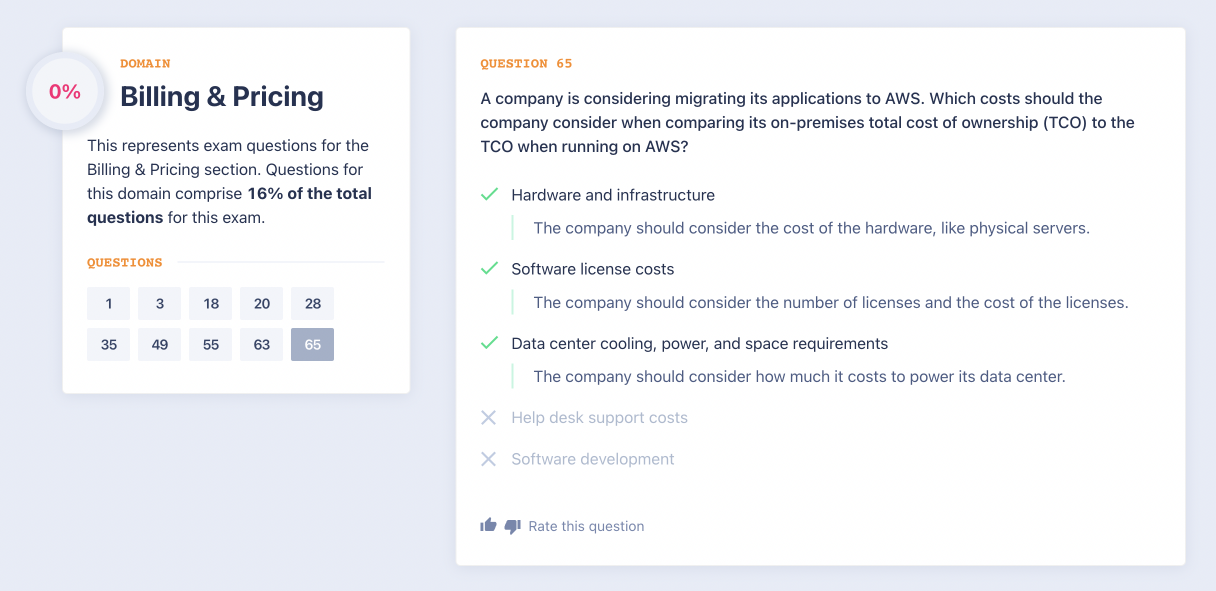 0%
DOMAIN
Billing & Pricing
This represents exam questions for the
Billing & Pricing section. Questions for
this domain comprise 16% of the total
questions for this exam.
QUESTIONS
1 3 18 20 28
35 49 55 63 65
QUESTION 65
A company is considering migrating its applications to AWS. Which costs should the
company consider when comparing its on-premises total cost of ownership (TCO) to the
TCO when running on AWS?
Hardware and infrastructure
The company should consider the cost of the hardware, like physical servers.
Software license costs
The company should consider the number of licenses and the cost of the licenses.
Data center cooling, power, and space requirements
The company should consider how much it costs to power its data center.
Help desk support costs
Software development
Rate this question